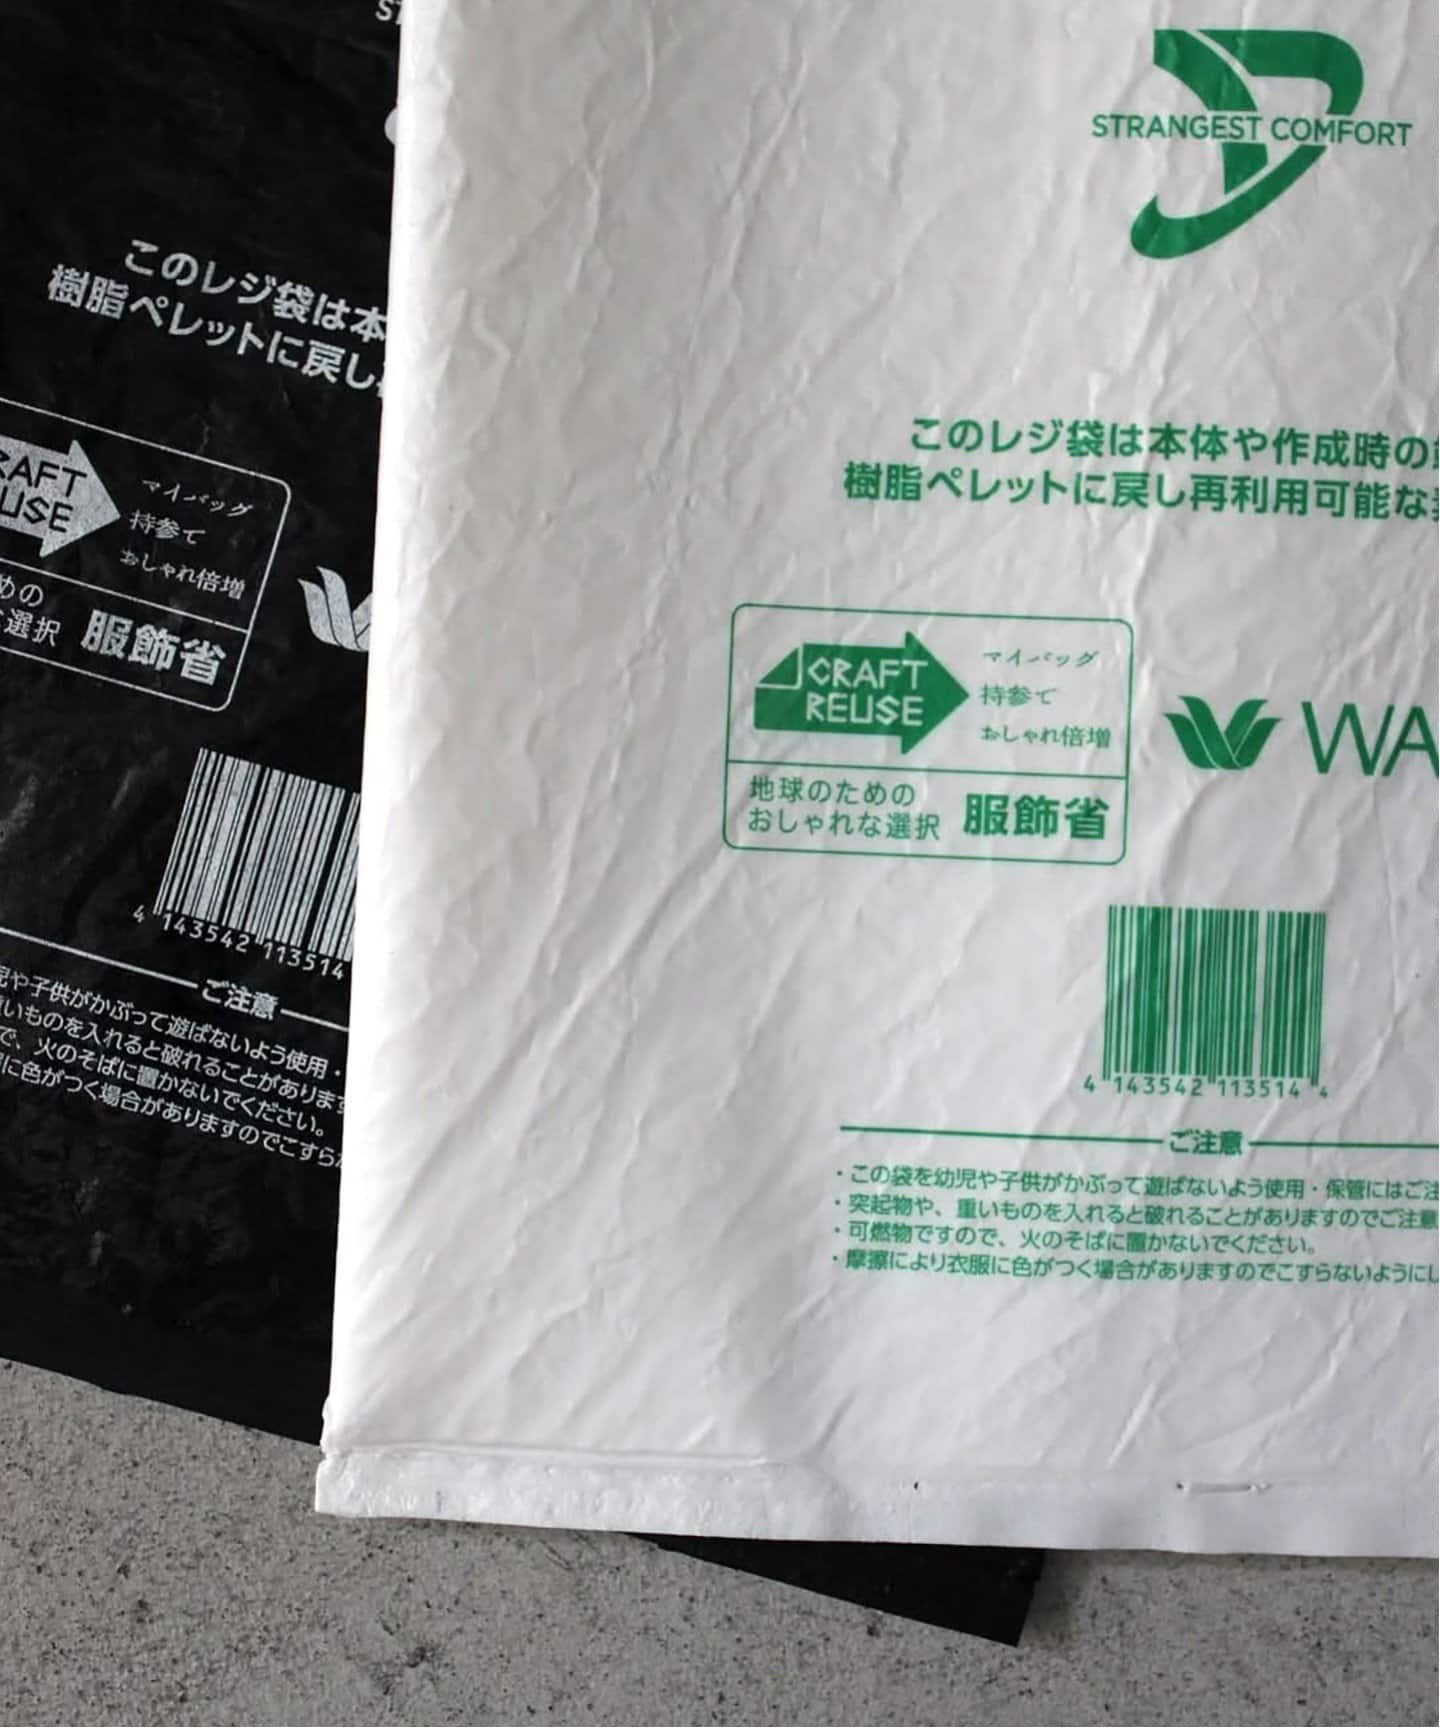 このレジ袋は本
樹脂ペレットに戻し
RAFT
USE
マイバッグ
持参で
おしゃれ倍増
めの
選択
服飾省
4 143542 113514
ご注意
児や子供がかぶって遊ばないよう使用・
重いものを入れると破れることがあります
で、火のそばに置かないでください。
に色がつく場合がありますのでこすらな
STRANGEST COMFORT
このレジ袋は本体や作成時の
樹脂ペレットに戻し再利用可能な
CRAFT
REUSE
マイバッグ
持参で
おしゃれ倍増
地球のための
おしゃれな選択
服飾省
WA
4 143542 113514 4
ご注意
・この袋を幼児や子供がかぶって遊ばないよう使用・保管にはご注
・突起物や、重いものを入れると破れることがありますのでご注意
・可燃物ですので、火のそばに置かないでください。
・摩擦により衣服に色がつく場合がありますのでこすらないようにし